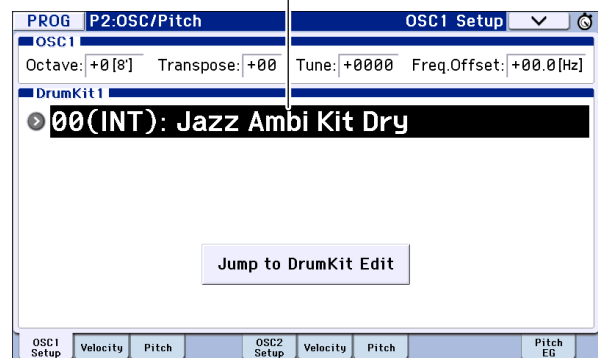 PROG P2:OSC/Pitch OSC1 Setup
OSC1
Octave: +0[8'] Transpose: +00 Tune: +0000 Freq.Offset: +00.0[Hz]
DrumKit1
00(INT): Jazz Ambi Kit Dry
Jump to DrumKit Edit
OSC1 Setup Velocity Pitch OSC2 Setup Velocity Pitch Pitch EG